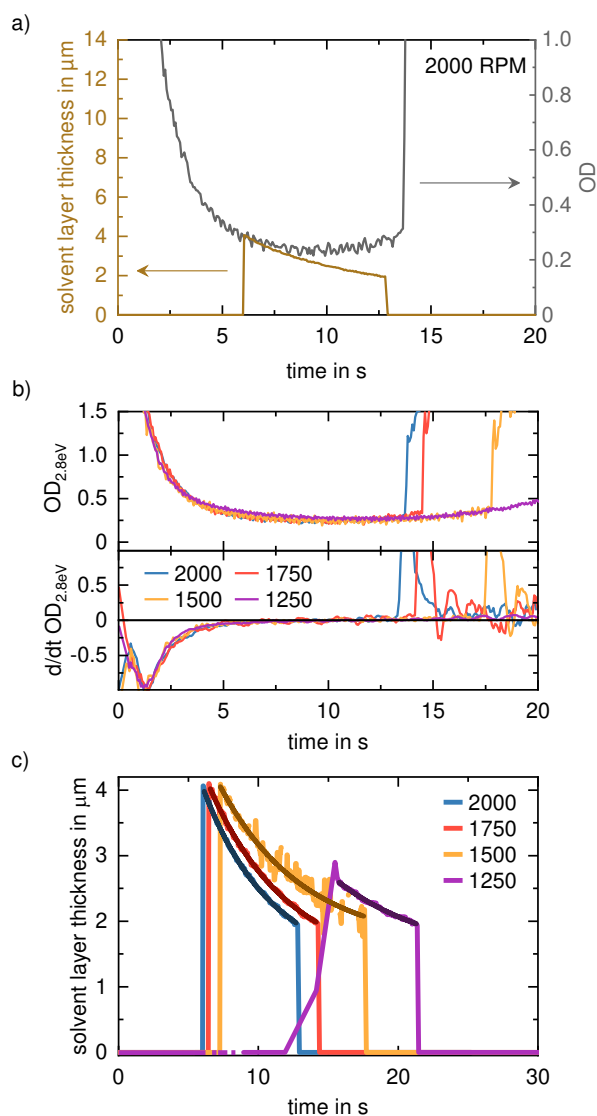 a)
solvent layer thickness in μm
14
12
10
8
6
4
2
0
2000 RPM
1.0
0.8
0.6
0.4
0.2
0
OD
0 5 10 15 20
time in s
b)
OD2.8eV
1.5
1.0
0.5
0
d/dt OD2.8eV
0.5
0
-0.5
2000 1750
1500 1250
0 5 10 15 20
time in s
c)
solvent layer thickness in μm
4
3
2
1
0
2000
1750
1500
1250
0 10 20 30
time in s